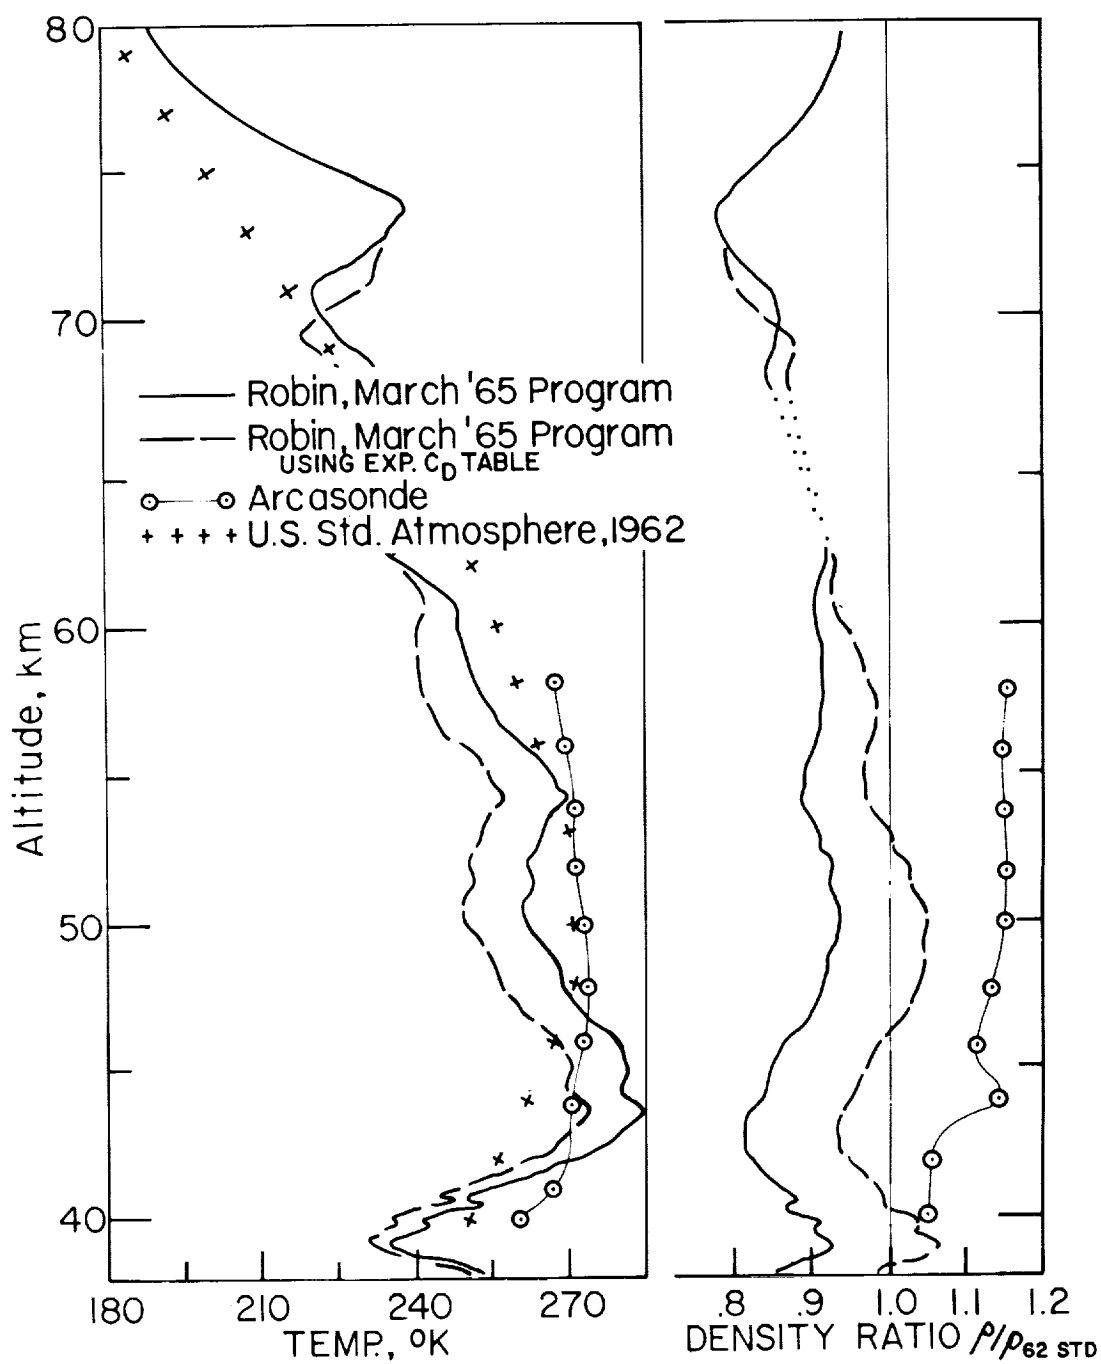 80
70
Robin, March '65 Program
Robin, March '65 Program
USING EXP. CD TABLE
Arcasonde
U.S. Std. Atmosphere, 1962
60
50
40
Altitude, km
180 210 240 270
TEMP., °K
.8 .9 1.0 1.1 1.2
DENSITY RATIO ρ/ρ62 STD